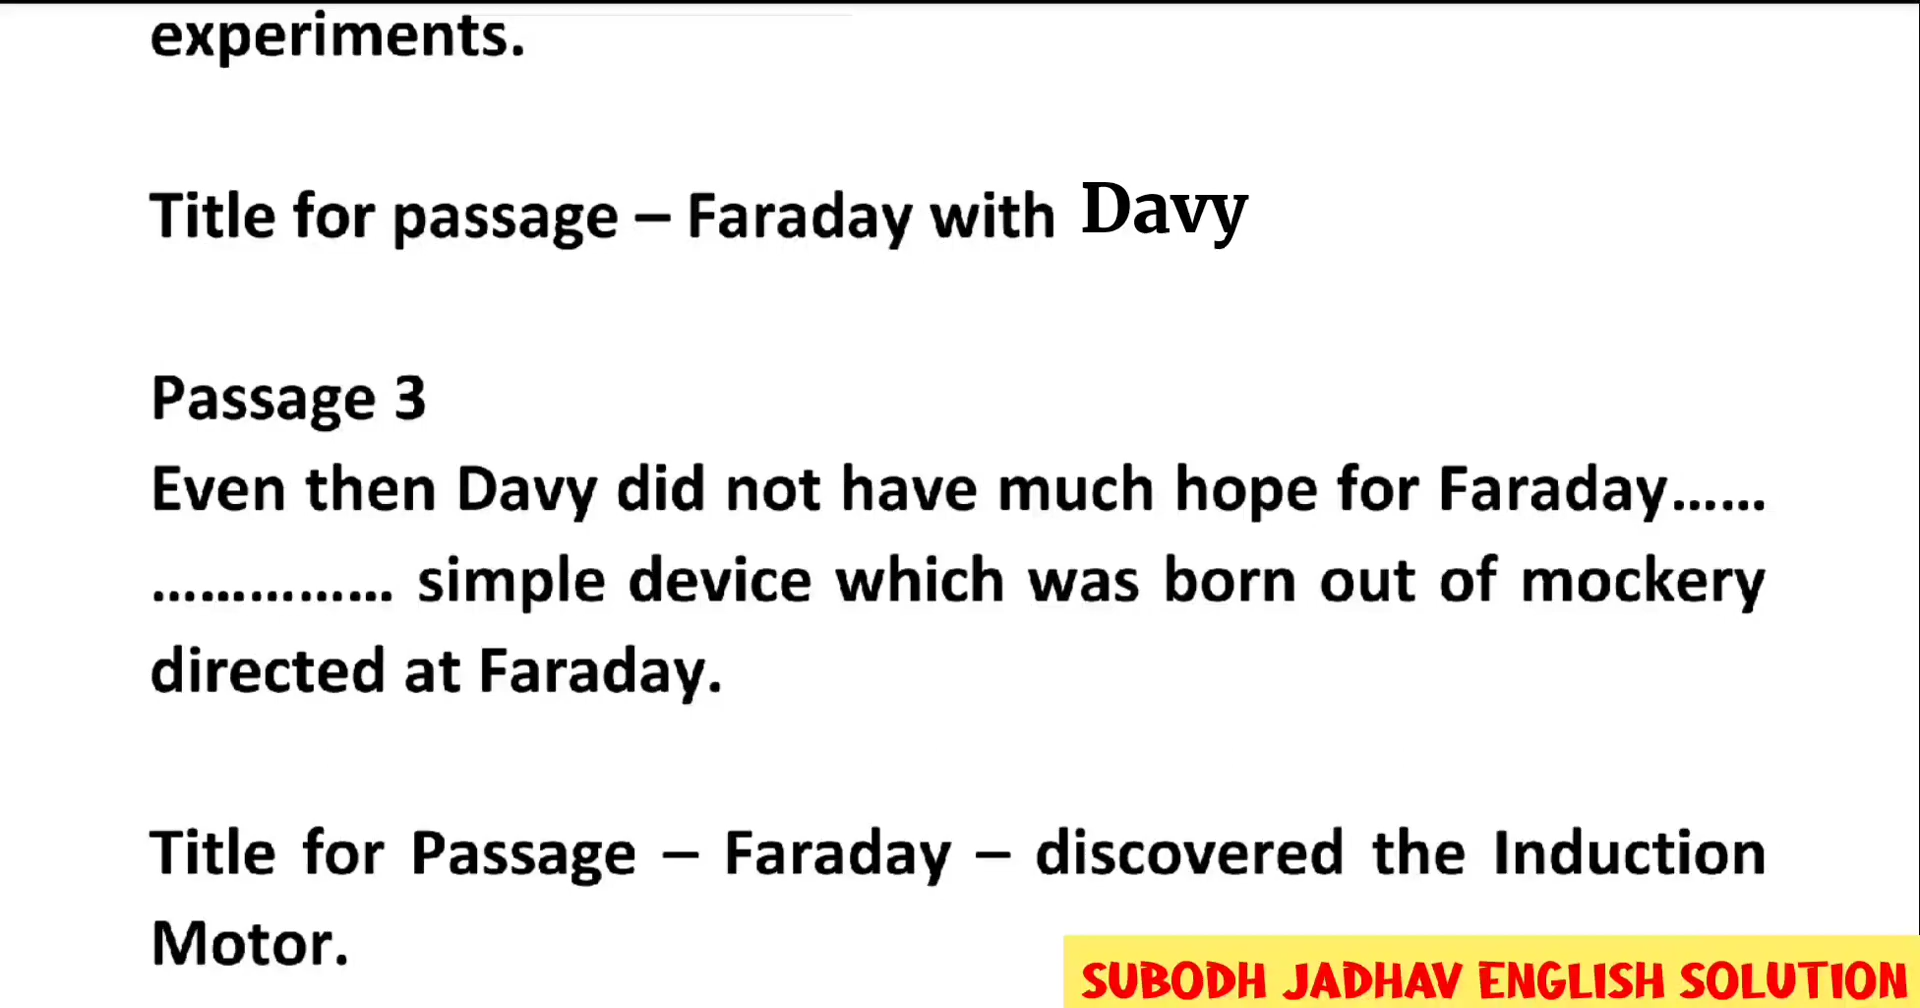 experiments.
Title for passage – Faraday with Davy
Passage 3
Even then Davy did not have much hope for Faraday......
............... simple device which was born out of mockery
directed at Faraday.
Title for Passage – Faraday – discovered the Induction
Motor.
SUBODH JADHAV ENGLISH SOLUTION